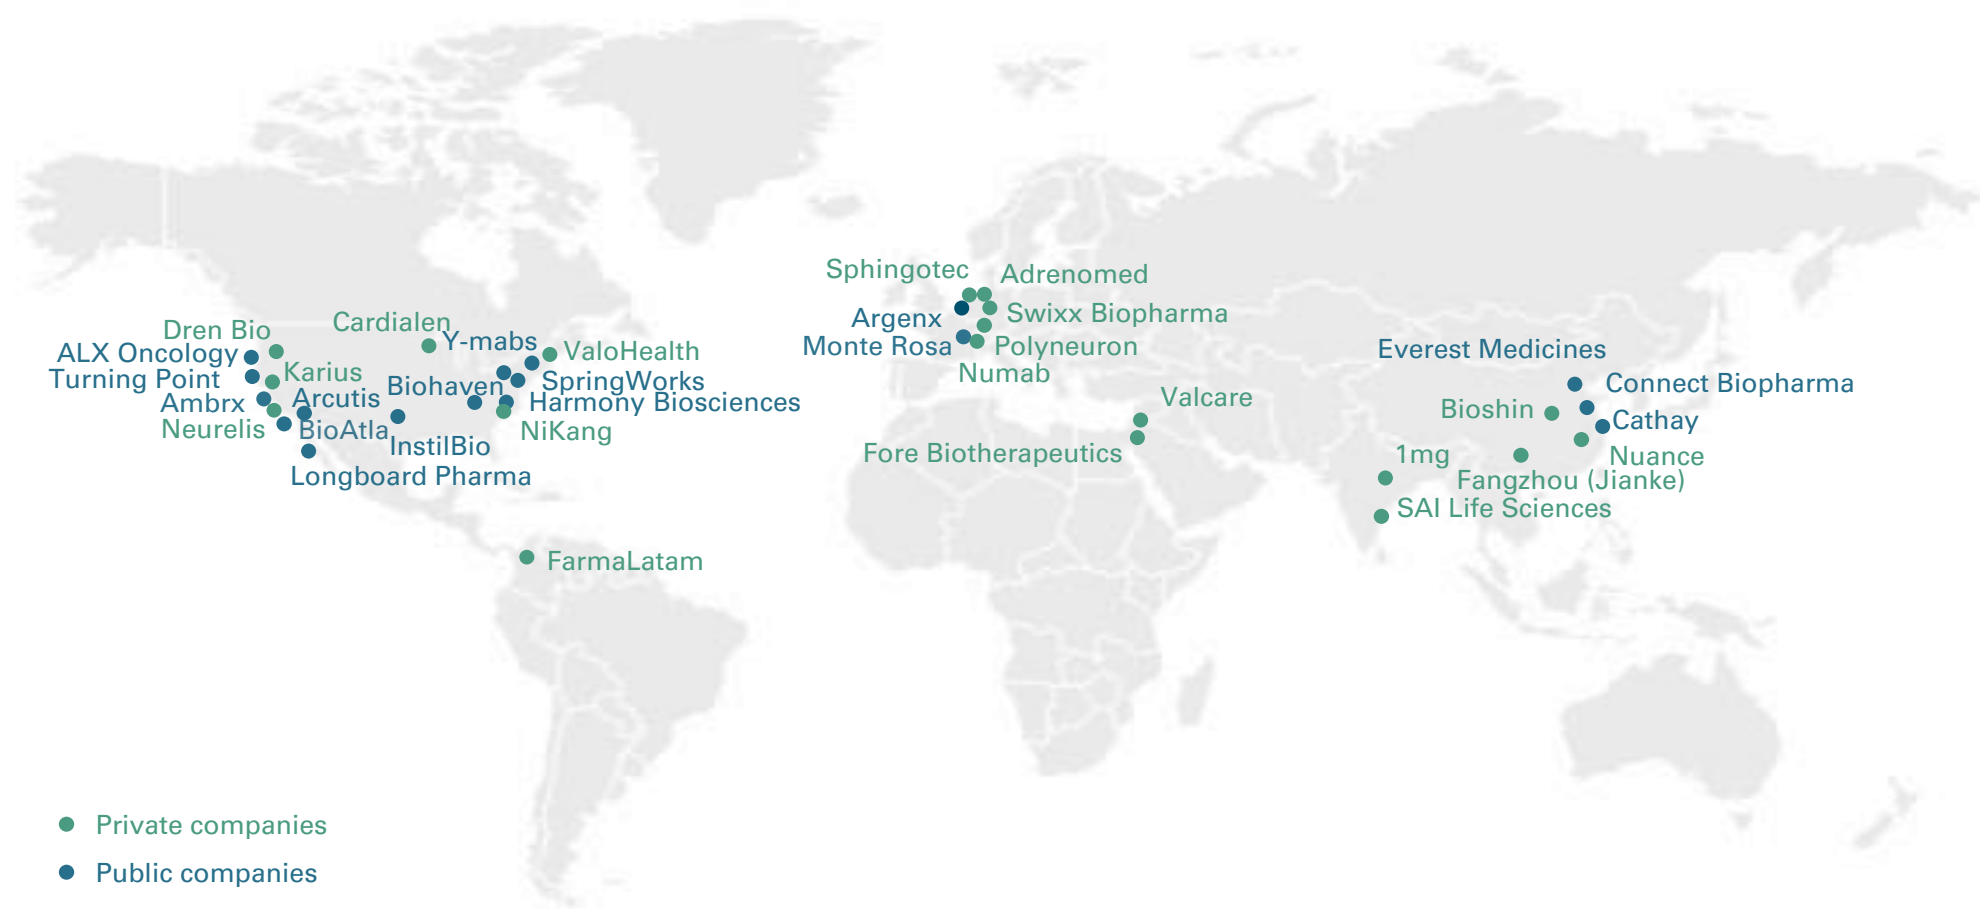 Sphingotec
Adrenomed
Argenx
Swixx Biopharma
Monte Rosa
Polyneuron
Numab
Dren Bio
Cardialen
ALX Oncology
Y-mabs
ValoHealth
Turning Point
Karius
Biohaven
SpringWorks
Ambrx
Arcutis
Harmony Biosciences
Neurelis
BioAtla
NiKang
InstilBio
Longboard Pharma
Valcare
Fore Biotherapeutics
Everest Medicines
Connect Biopharma
Bioshin
Cathay
1mg
Nuance
Fangzhou (Jianke)
SAI Life Sciences
FarmaLatam
Private companies
Public companies